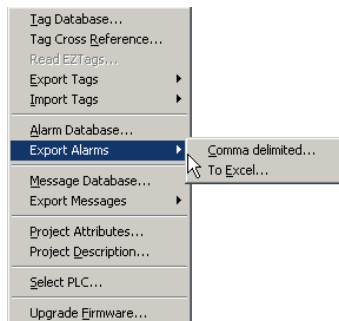 Tag Database...
Tag Cross Reference...
Read EZTags...
Export Tags
Import Tags
Alarm Database...
Export Alarms
Comma delimited...
To Excel...
Message Database...
Export Messages
Project Attributes...
Project Description...
Select PLC...
Upgrade Firmware...